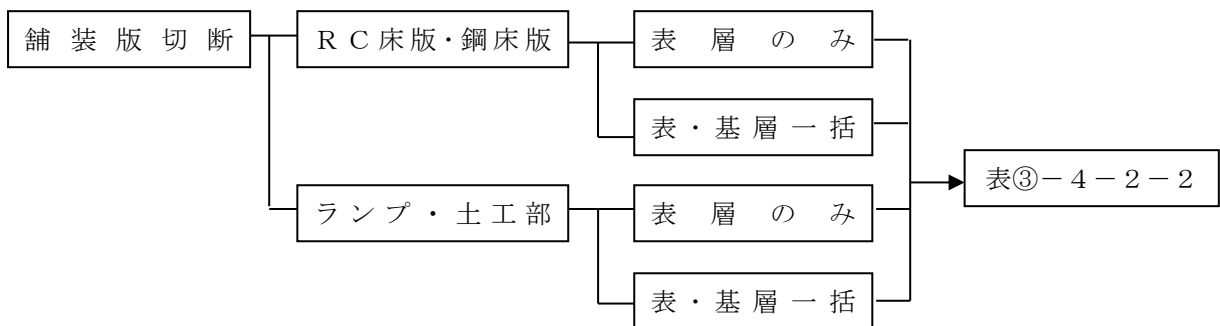 舗装版切断
ＲＣ床版・鋼床版
表層のみ
表・基層一括
ランプ・土工部
表層のみ
表・基層一括
表③－４－２－２